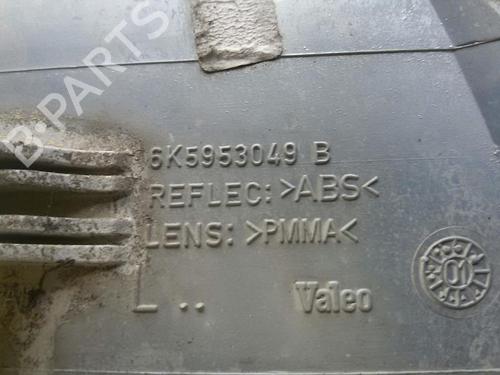 B-PARTS
6K5953049 B
REFLEC: >ABS<
LENS: >PMMA<
L .. Valeo
01